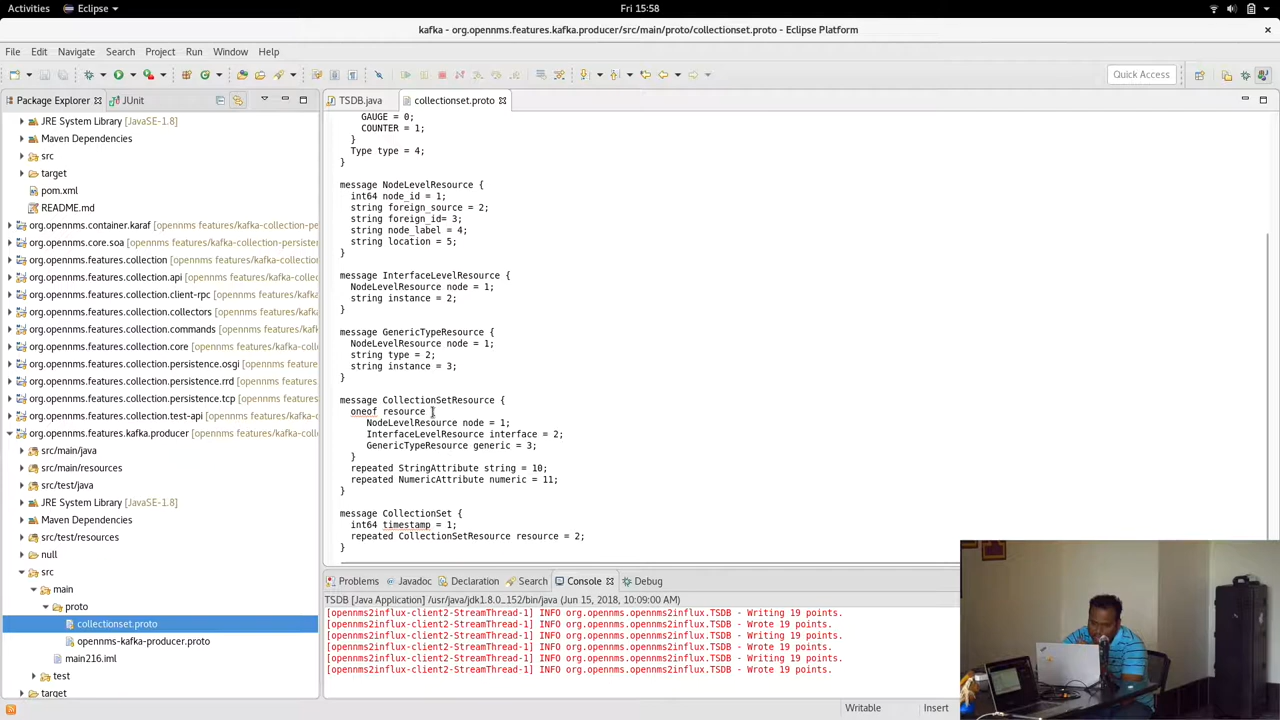 Activities Eclipse Fri 15:58
kafka - org.opennms.features.kafka.producer/src/main/proto/collectionset.proto - Eclipse Platform
File Edit Navigate Search Project Run Window Help
Quick Access
Package Explorer JUnit
JRE System Library [JavaSE-1.8]
Maven Dependencies
src
target
pom.xml
README.md
org.opennms.container.karaf [opennms features/kafka-collection-pe
org.opennms.core.soa [opennms features/kafka-collection-persister
org.opennms.features.collection [opennms features/kafka-collectio
org.opennms.features.collection.api [opennms features/kafka-colle
org.opennms.features.collection.client-rpc [opennms features/kafk
org.opennms.features.collection.collectors [opennms features/kafk
org.opennms.features.collection.commands [opennms features/kafk
org.opennms.features.collection.core [opennms features/kafka-coll
org.opennms.features.collection.persistence.osgi [opennms feature
org.opennms.features.collection.persistence.rrd [opennms features
org.opennms.features.collection.persistence.tcp [opennms features
org.opennms.features.collection.test-api [opennms features/kafka-c
org.opennms.features.kafka.producer [opennms features/kafka-colle
src/main/java
src/main/resources
src/test/java
JRE System Library [JavaSE-1.8]
Maven Dependencies
src/test/resources
null
src
main
proto
collectionset.proto
opennms-kafka-producer.proto
main216.iml
test
target
TSDB.java collectionset.proto
GAUGE = 0;
COUNTER = 1;
}
Type type = 4;
}
message NodeLevelResource {
int64 node_id = 1;
string foreign_source = 2;
string foreign_id= 3;
string node_label = 4;
string location = 5;
}
message InterfaceLevelResource {
NodeLevelResource node = 1;
string instance = 2;
}
message GenericTypeResource {
NodeLevelResource node = 1;
string type = 2;
string instance = 3;
}
message CollectionSetResource {
oneof resource {
NodeLevelResource node = 1;
InterfaceLevelResource interface = 2;
GenericTypeResource generic = 3;
}
repeated StringAttribute string = 10;
repeated NumericAttribute numeric = 11;
}
message CollectionSet {
int64 timestamp = 1;
repeated CollectionSetResource resource = 2;
}
Problems Javadoc Declaration Search Console Debug
TSDB [Java Application] /usr/java/jdk1.8.0_152/bin/java (Jun 15, 2018, 10:09:00 AM)
[opennms2influx-client2-StreamThread-1] INFO org.opennms.opennms2influx.TSDB - Writing 19 points.
[opennms2influx-client2-StreamThread-1] INFO org.opennms.opennms2influx.TSDB - Wrote 19 points.
[opennms2influx-client2-StreamThread-1] INFO org.opennms.opennms2influx.TSDB - Writing 19 points.
[opennms2influx-client2-StreamThread-1] INFO org.opennms.opennms2influx.TSDB - Wrote 19 points.
[opennms2influx-client2-StreamThread-1] INFO org.opennms.opennms2influx.TSDB - Writing 19 points.
[opennms2influx-client2-StreamThread-1] INFO org.opennms.opennms2influx.TSDB - Wrote 19 points.
Writable Insert